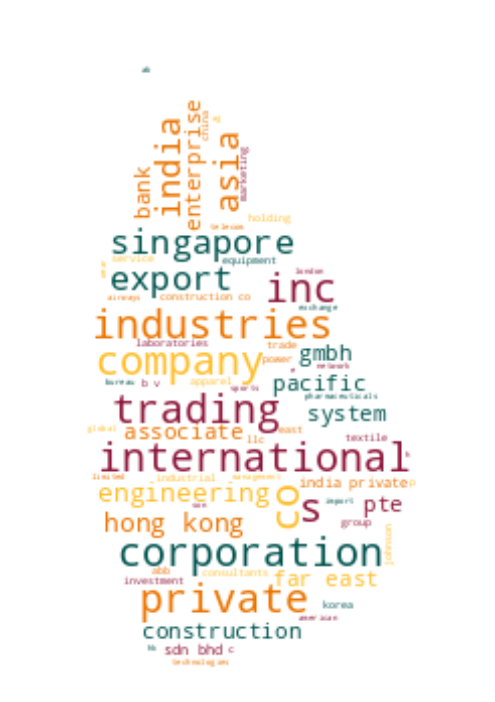 ab
bank
india
enterprise
china
asia
marketing
holding
telecom
singapore
service
equipment
export
london
inc
airways
construction co
exchange
industries
laboratories
trade
gmbh
company
power
network
bureau
b v
apparel
sports
pacific
pharmaceuticals
trading
system
global
associate
llc
east
textile
international
limited
industrial
management
india private
engineering
co
s
import
pte
hong kong
group
johnson
corporation
abb
consultants
far east
investment
private
korea
american
construction
hk
sdn bhd
c
technologies